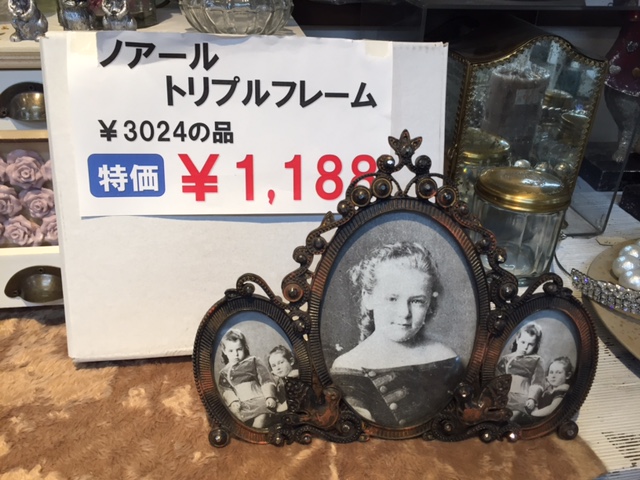 ノアール
トリプルフレーム
￥3024の品
特価 ￥1,188